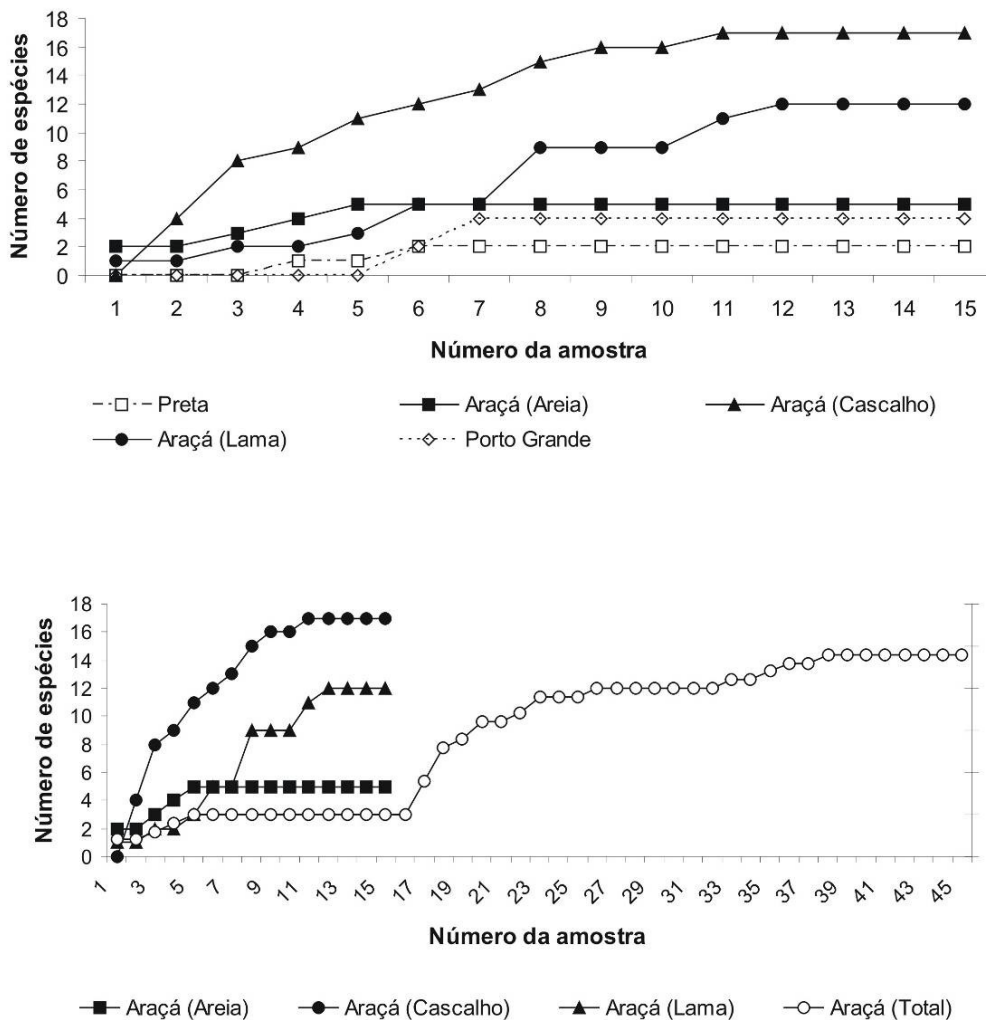 Número de espécies
18
16
14
12
10
8
6
4
2
0
1 2 3 4 5 6 7 8 9 10 11 12 13 14 15
Número da amostra
Preta Araçá (Areia) Araçá (Cascalho)
Araçá (Lama) Porto Grande
Número de espécies
18
16
14
12
10
8
6
4
2
0
1 3 5 7 9 11 13 15 17 19 21 23 25 27 29 31 33 35 37 39 41 43 45
Número da amostra
Araçá (Areia) Araçá (Cascalho) Araçá (Lama) Araçá (Total)